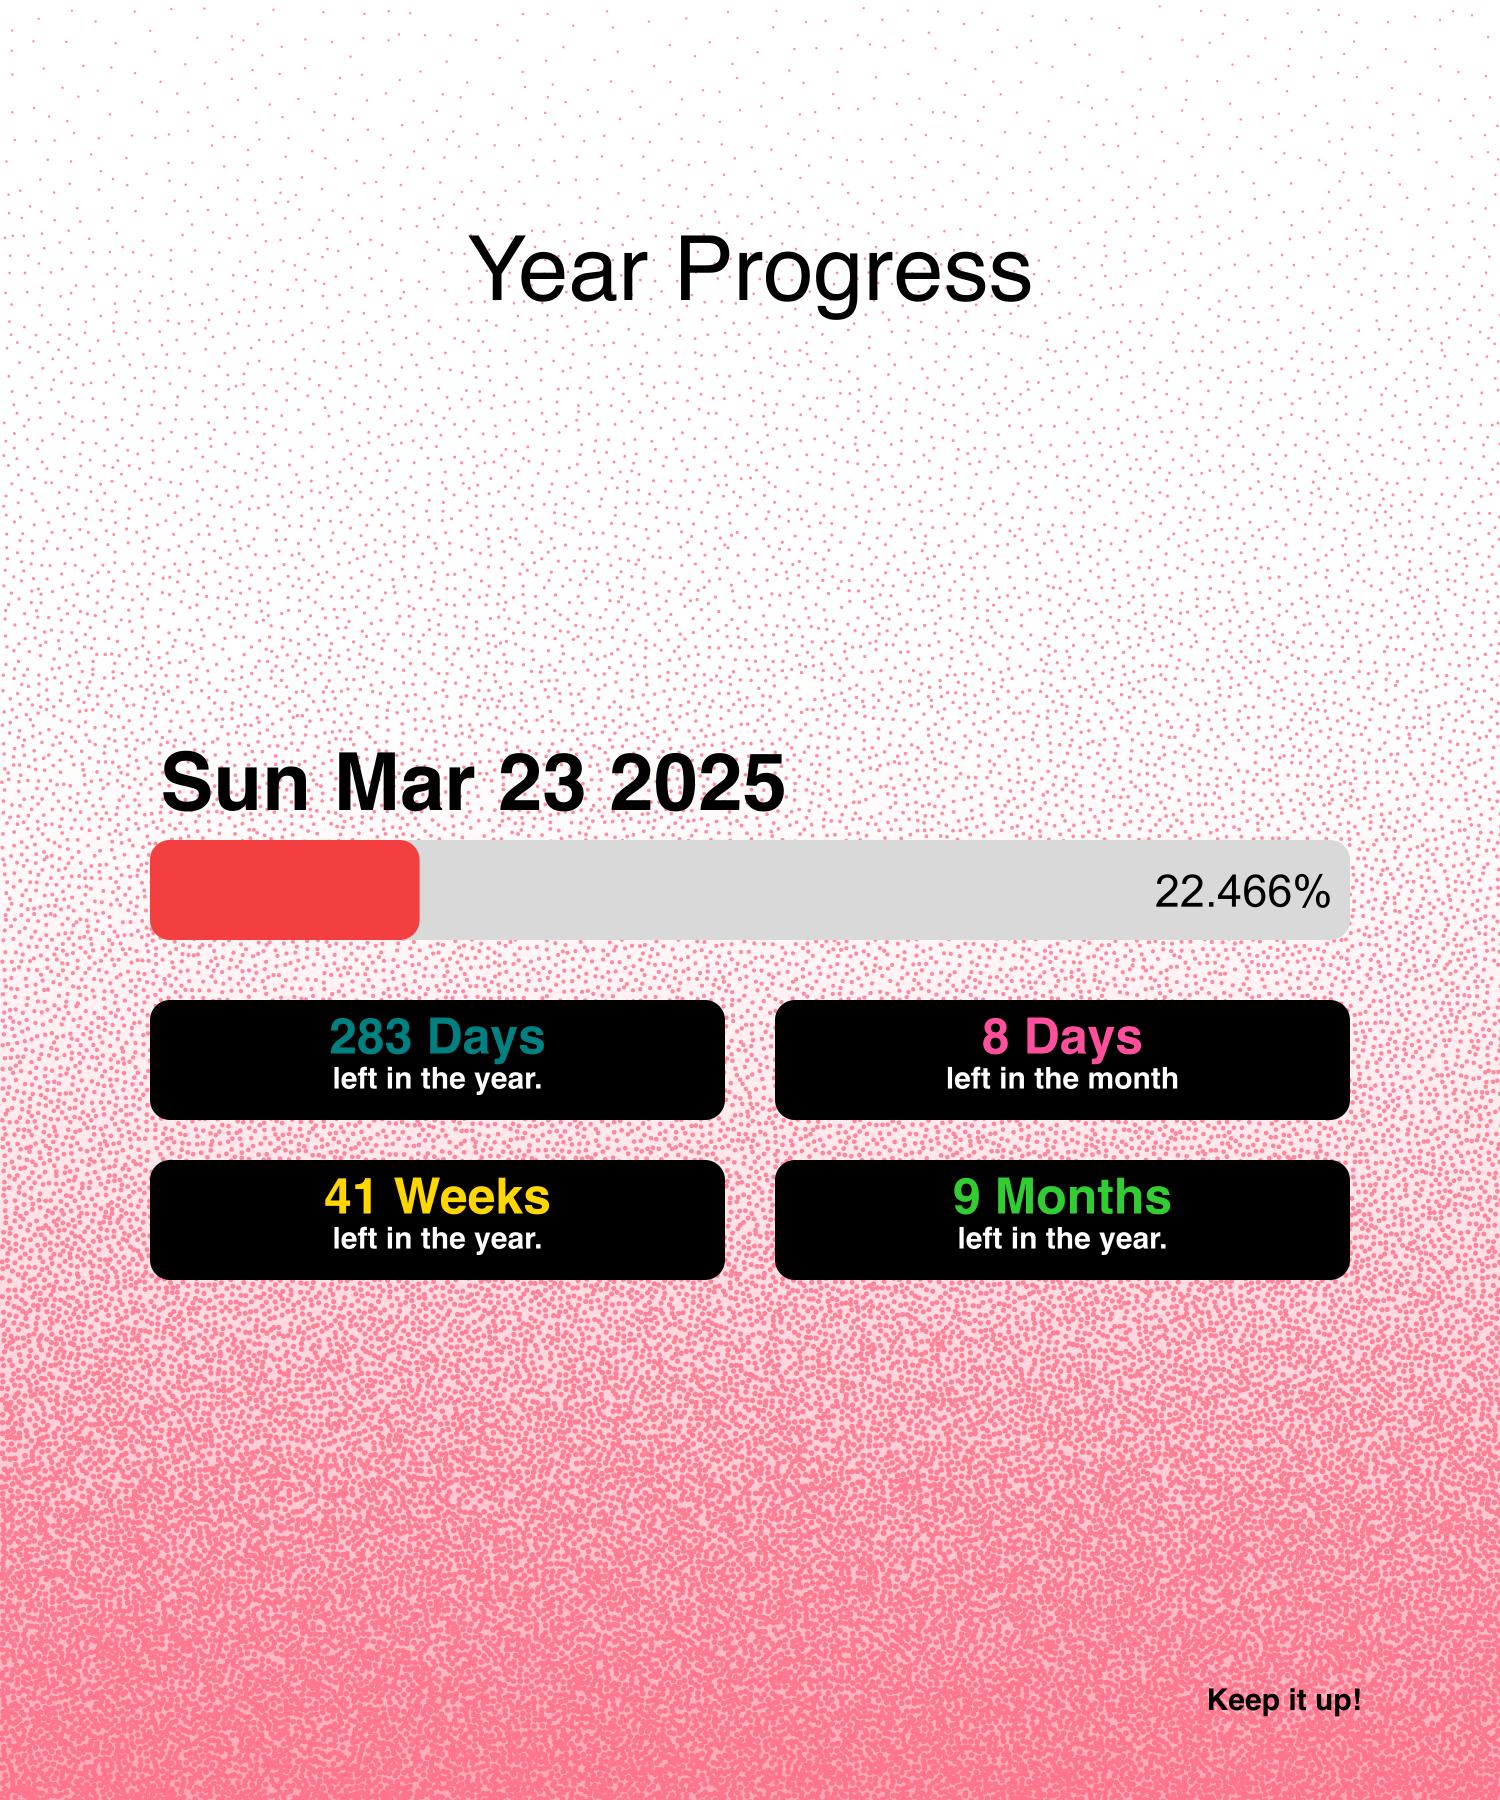 Year Progress
Sun Mar 23 2025
22.466%
283 Days
left in the year.
8 Days
left in the month
41 Weeks
left in the year.
9 Months
left in the year.
Keep it up!